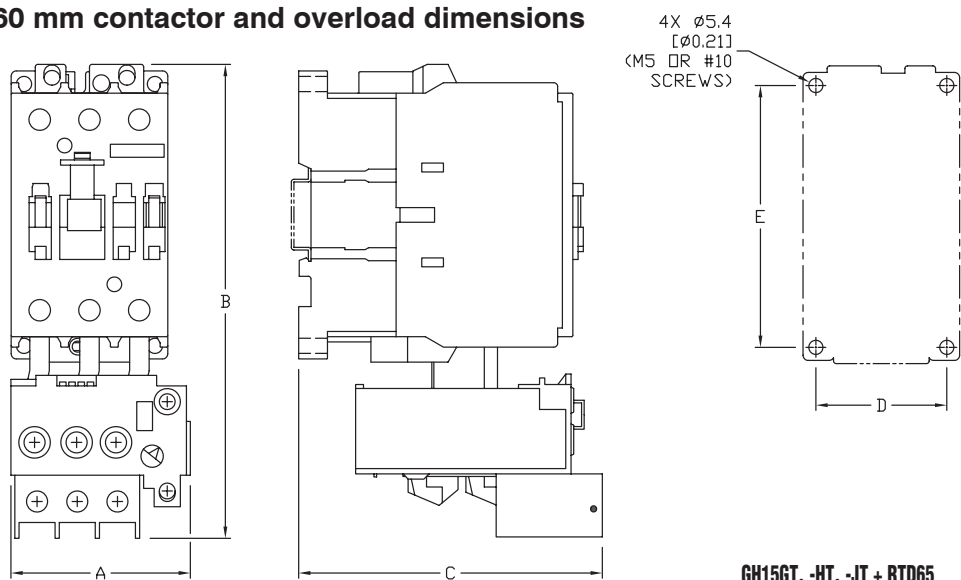 60 mm contactor and overload dimensions
4X ø5.4
[ø0.21]
(M5 OR #10
SCREWS)
B
E
D
A
C
GH15GT, -HT, -JT + RTD65